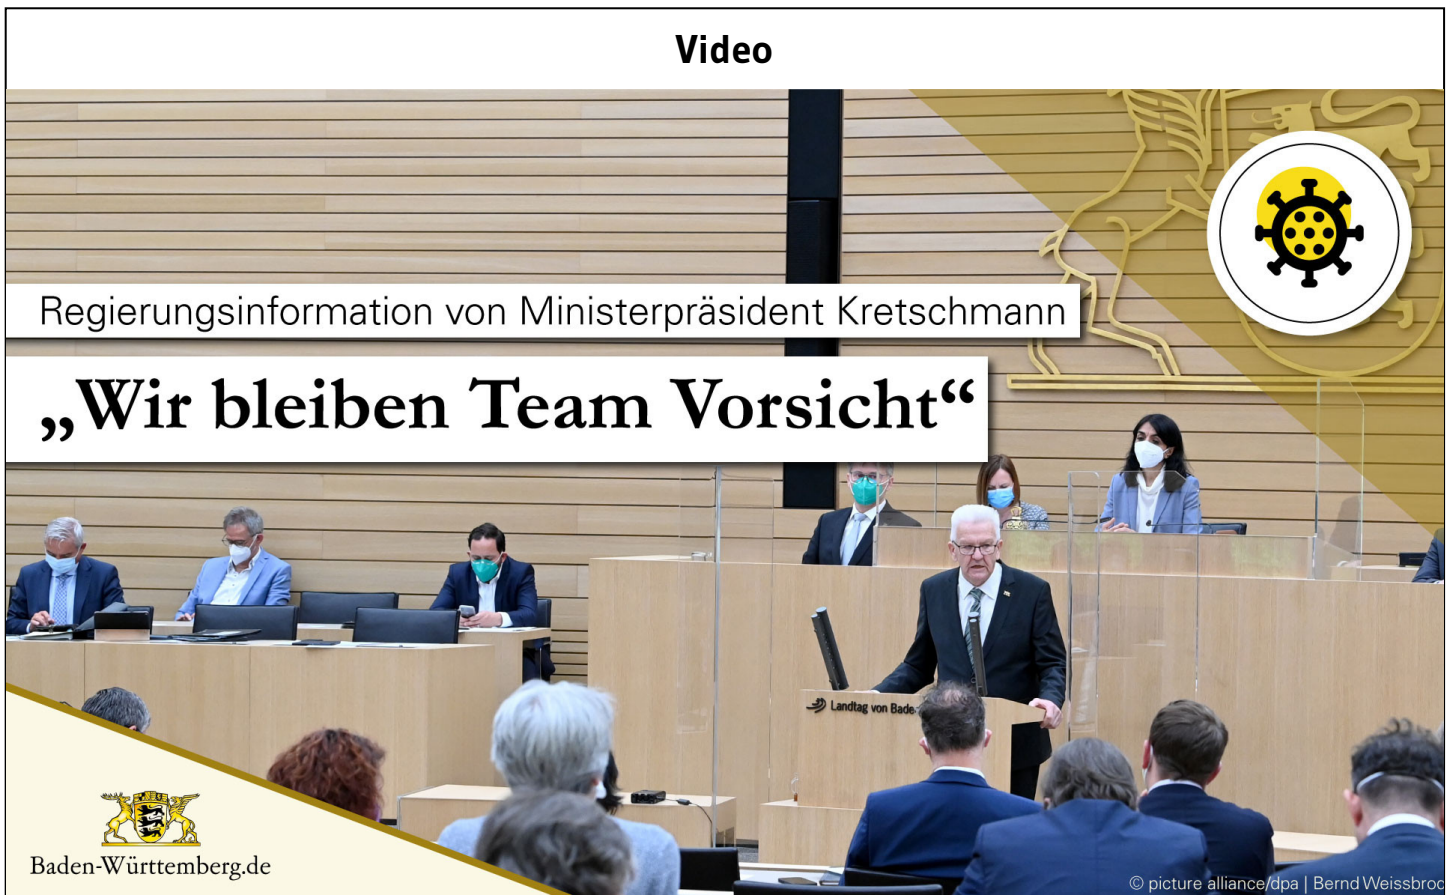 Video
Regierungsinformation von Ministerpräsident Kretschmann
„Wir bleiben Team Vorsicht“
Landtag von Bade
Baden-Württemberg.de
© picture alliance/dpa | Bernd Weissbrod